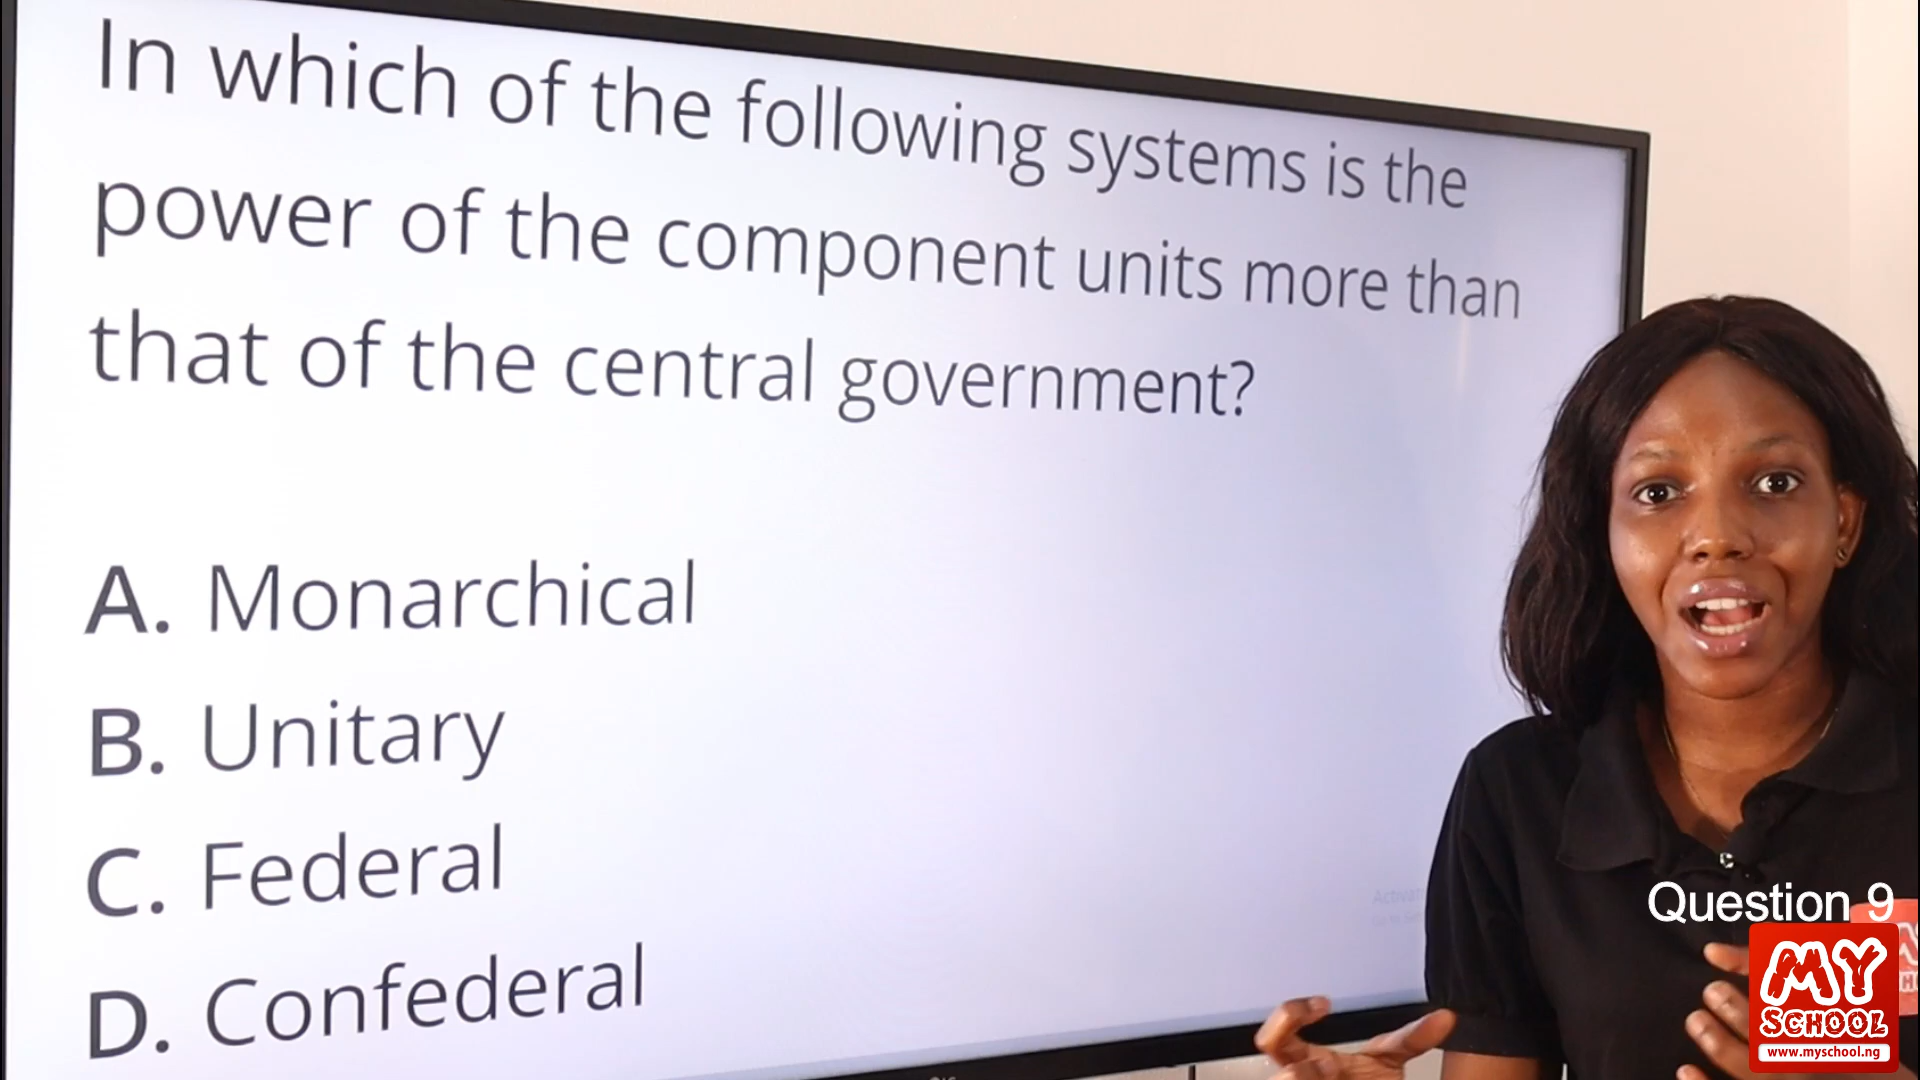 In which of the following systems is the
power of the component units more than
that of the central government?
A. Monarchical
B. Unitary
C. Federal
D. Confederal
Question 9
MY
SCHOOL
www.myschool.ng